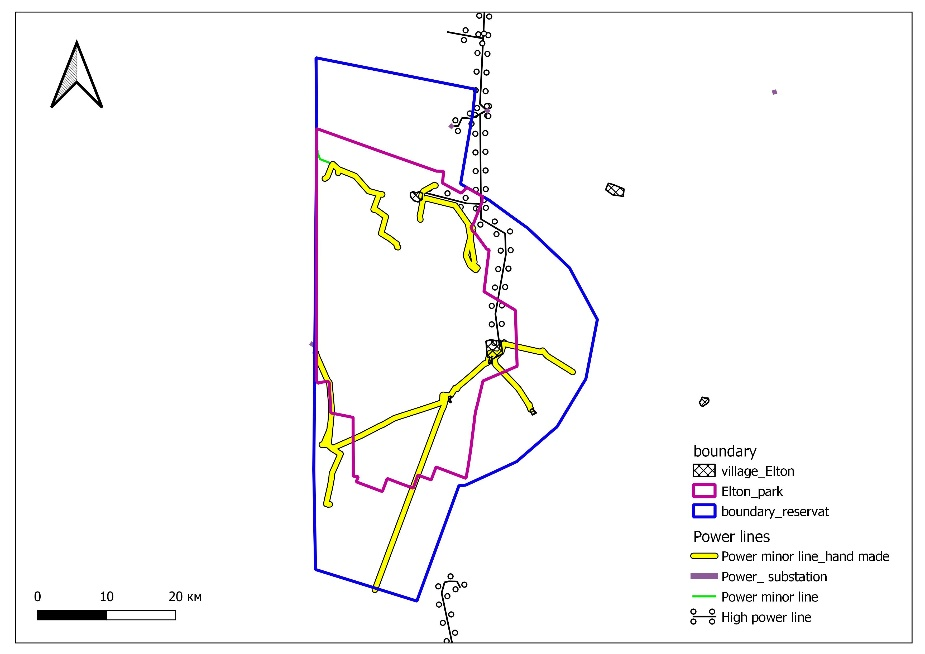 boundary
village_Elton
Elton_park
boundary_reservat
Power lines
Power minor line_hand made
Power_ substation
Power minor line
High power line
0 10 20 км